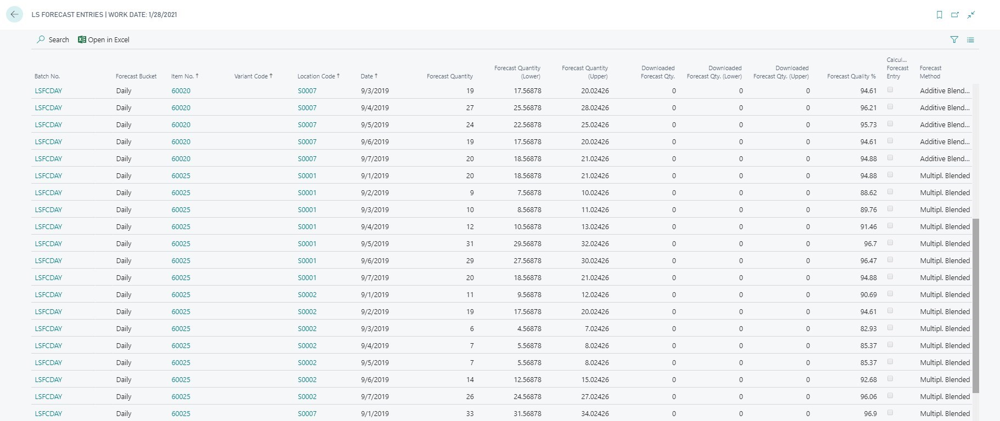 LS FORECAST ENTRIES | WORK DATE: 1/28/2021
Search Open in Excel
Batch No. Forecast Bucket Item No. ↑ Variant Code ↑ Location Code ↑ Date ↑ Forecast Quantity Forecast Quantity (Lower) Forecast Quantity (Upper) Downloaded Forecast Qty. Downloaded Forecast Qty. (Lower) Downloaded Forecast Qty. (Upper) Forecast Quality % Calcul... Forecast Entry Forecast Method
LSFCDAY Daily 60020 S0007 9/3/2019 19 17.56878 20.02426 0 0 0 94.61 Additive Blend...
LSFCDAY Daily 60020 S0007 9/4/2019 27 25.56878 28.02426 0 0 0 96.21 Additive Blend...
LSFCDAY Daily 60020 S0007 9/5/2019 24 22.56878 25.02426 0 0 0 95.73 Additive Blend...
LSFCDAY Daily 60020 S0007 9/6/2019 19 17.56878 20.02426 0 0 0 94.61 Additive Blend...
LSFCDAY Daily 60020 S0007 9/7/2019 20 18.56878 21.02426 0 0 0 94.88 Additive Blend...
LSFCDAY Daily 60025 S0001 9/1/2019 20 18.56878 21.02426 0 0 0 94.88 Multipl. Blended
LSFCDAY Daily 60025 S0001 9/2/2019 9 7.56878 10.02426 0 0 0 88.62 Multipl. Blended
LSFCDAY Daily 60025 S0001 9/3/2019 10 8.56878 11.02426 0 0 0 89.76 Multipl. Blended
LSFCDAY Daily 60025 S0001 9/4/2019 12 10.56878 13.02426 0 0 0 91.46 Multipl. Blended
LSFCDAY Daily 60025 S0001 9/5/2019 31 29.56878 32.02426 0 0 0 96.7 Multipl. Blended
LSFCDAY Daily 60025 S0001 9/6/2019 29 27.56878 30.02426 0 0 0 96.47 Multipl. Blended
LSFCDAY Daily 60025 S0001 9/7/2019 20 18.56878 21.02426 0 0 0 94.88 Multipl. Blended
LSFCDAY Daily 60025 S0002 9/1/2019 11 9.56878 12.02426 0 0 0 90.69 Multipl. Blended
LSFCDAY Daily 60025 S0002 9/2/2019 19 17.56878 20.02426 0 0 0 94.61 Multipl. Blended
LSFCDAY Daily 60025 S0002 9/3/2019 6 4.56878 7.02426 0 0 0 82.93 Multipl. Blended
LSFCDAY Daily 60025 S0002 9/4/2019 7 5.56878 8.02426 0 0 0 85.37 Multipl. Blended
LSFCDAY Daily 60025 S0002 9/5/2019 7 5.56878 8.02426 0 0 0 85.37 Multipl. Blended
LSFCDAY Daily 60025 S0002 9/6/2019 14 12.56878 15.02426 0 0 0 92.68 Multipl. Blended
LSFCDAY Daily 60025 S0002 9/7/2019 26 24.56878 27.02426 0 0 0 96.06 Multipl. Blended
LSFCDAY Daily 60025 S0007 9/1/2019 33 31.56878 34.02426 0 0 0 96.9 Multipl. Blended